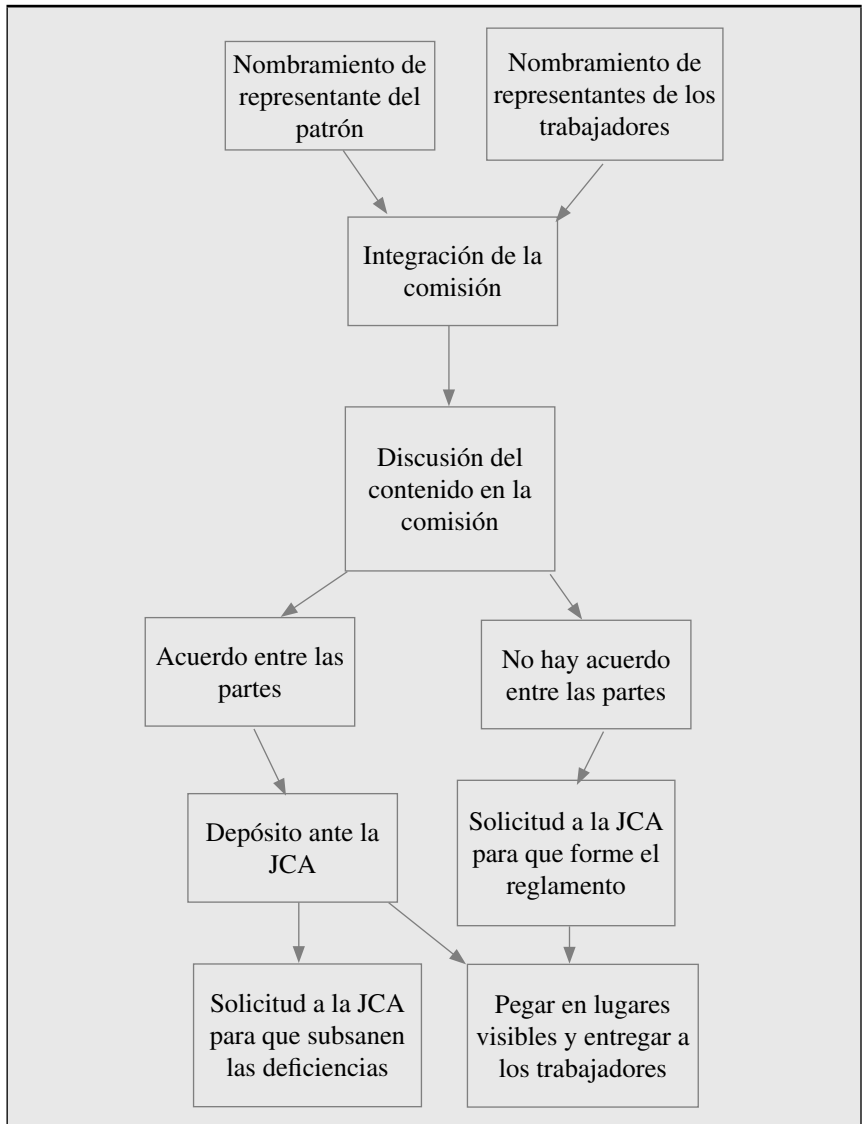 Nombramiento de
representante del
patrón
Nombramiento de
representantes de los
trabajadores
Integración de la
comisión
Discusión del
contenido en la
comisión
Acuerdo entre las
partes
No hay acuerdo
entre las partes
Depósito ante la
JCA
Solicitud a la JCA
para que forme el
reglamento
Solicitud a la JCA
para que subsanen
las deficiencias
Pegar en lugares
visibles y entregar a
los trabajadores